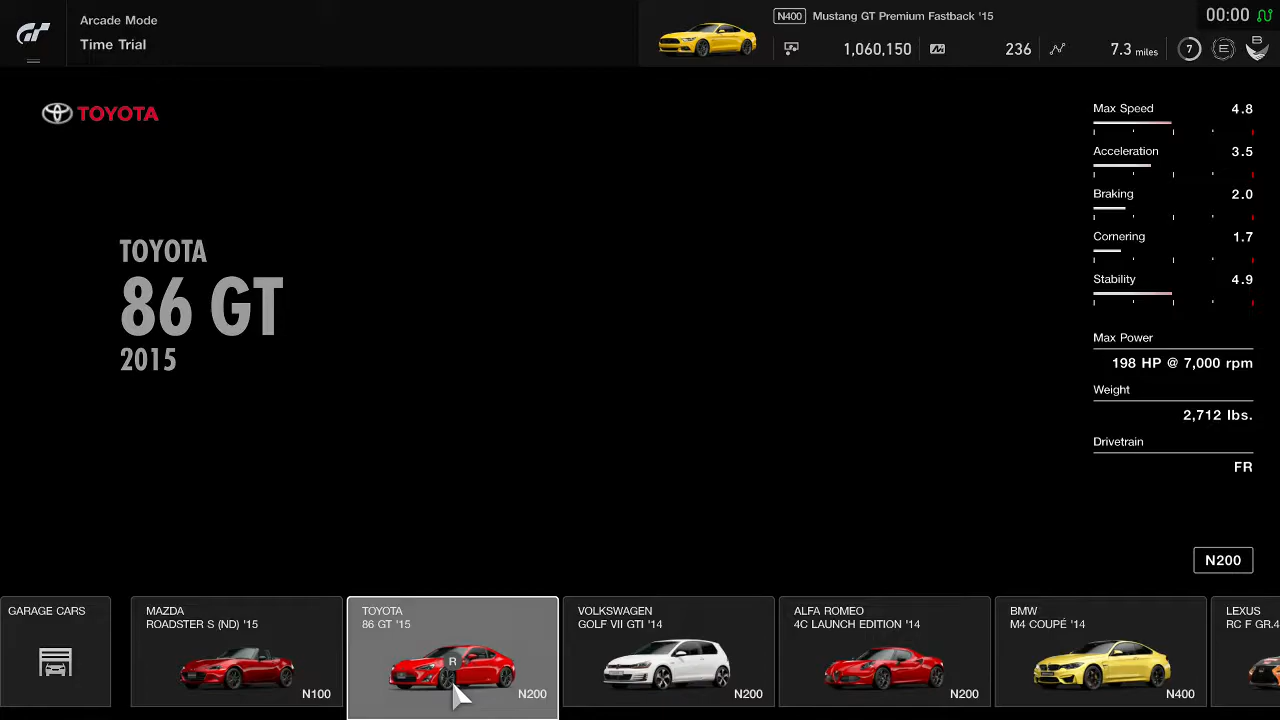 Arcade Mode
Time Trial
N400 Mustang GT Premium Fastback '15
1,060,150
236
7.3 miles
7
E
B
00:00
TOYOTA
TOYOTA
86 GT
2015
Max Speed 4.8
Acceleration 3.5
Braking 2.0
Cornering 1.7
Stability 4.9
Max Power
198 HP @ 7,000 rpm
Weight
2,712 lbs.
Drivetrain
FR
N200
GARAGE CARS
MAZDA
ROADSTER S (ND) '15
N100
TOYOTA
86 GT '15
R
N200
VOLKSWAGEN
GOLF VII GTI '14
N200
ALFA ROMEO
4C LAUNCH EDITION '14
N200
BMW
M4 COUPÉ '14
N400
LEXUS
RC F GR.4